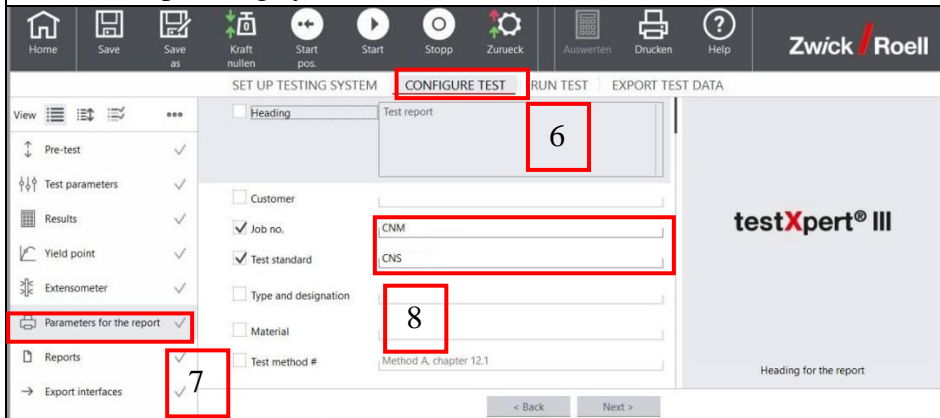 Home Save Save as Kraft nullen Start pos. Start Stopp Zurueck Auswerten Drucken Help Zwick Roell
SET UP TESTING SYSTEM CONFIGURE TEST RUN TEST EXPORT TEST DATA
View
Pre-test
Test parameters
Results
Yield point
Extensometer
Parameters for the report
Reports
Export interfaces
7
Heading Test report
6
Customer
Job no. CNM
Test standard CNS
Type and designation
8
Material
Test method # Method A, chapter 12.1
< Back Next >
testXpert® III
Heading for the report